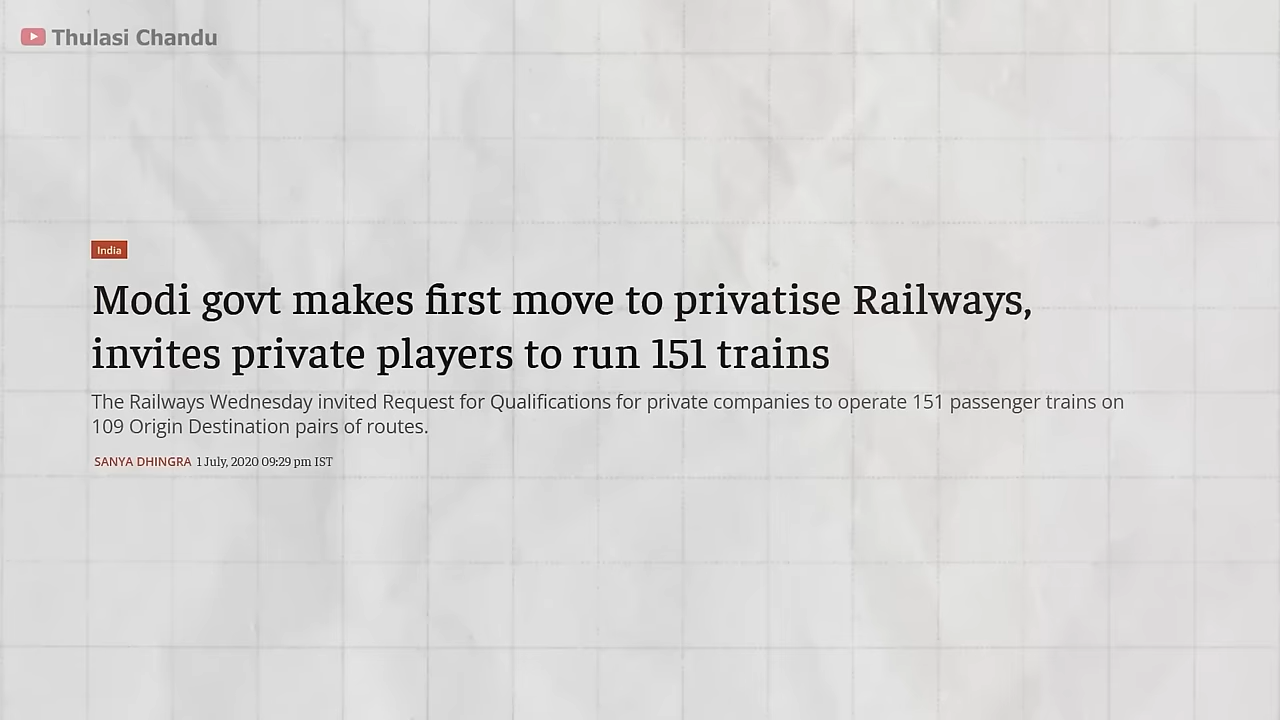 Thulasi Chandu
India
Modi govt makes first move to privatise Railways,
invites private players to run 151 trains
The Railways Wednesday invited Request for Qualifications for private companies to operate 151 passenger trains on
109 Origin Destination pairs of routes.
SANYA DHINGRA 1 July, 2020 09:29 pm IST